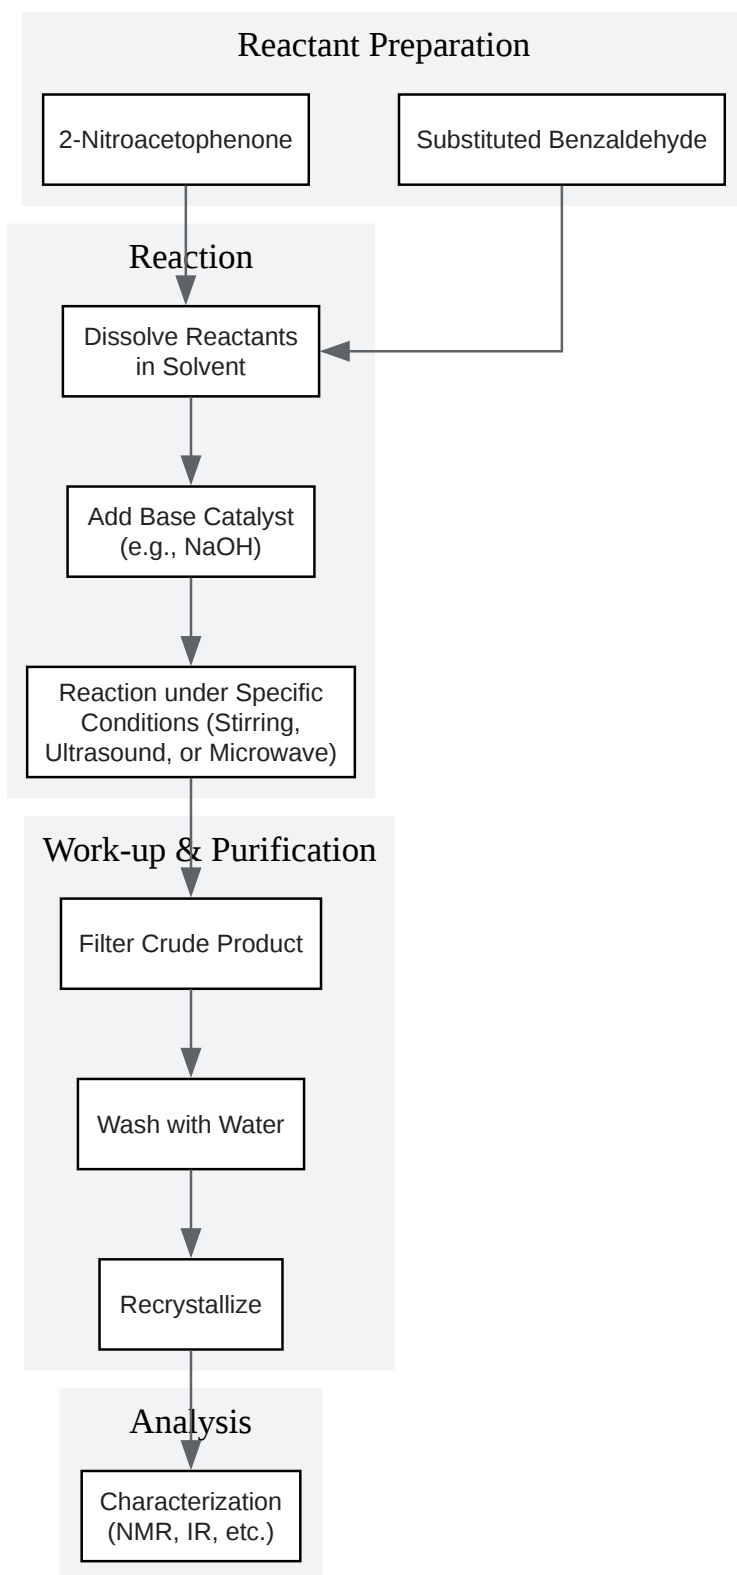 Reactant Preparation
2-Nitroacetophenone
Substituted Benzaldehyde
Reaction
Dissolve Reactants
in Solvent
Add Base Catalyst
(e.g., NaOH)
Reaction under Specific
Conditions (Stirring,
Ultrasound, or Microwave)
Work-up & Purification
Filter Crude Product
Wash with Water
Recrystallize
Analysis
Characterization
(NMR, IR, etc.)